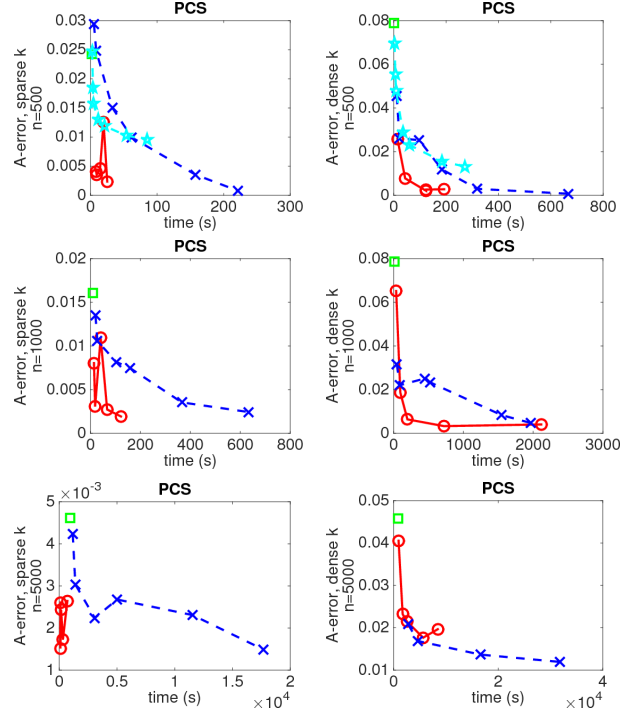 PCS
A-error, sparse k
n=500
0.03
0.025
0.02
0.015
0.01
0.005
0
0 100 200 300
time (s)
PCS
A-error, dense k
n=500
0.08
0.06
0.04
0.02
0
0 200 400 600 800
time (s)
PCS
A-error, sparse k
n=1000
0.02
0.015
0.01
0.005
0
0 200 400 600 800
time (s)
PCS
A-error, dense k
n=1000
0.08
0.06
0.04
0.02
0
0 1000 2000 3000
time (s)
×10⁻³
PCS
A-error, sparse k
n=5000
5
4
3
2
1
0 0.5 1 1.5 2
time (s)
×10⁴
PCS
A-error, dense k
n=5000
0.05
0.04
0.03
0.02
0.01
0 2 4
time (s)
×10⁴